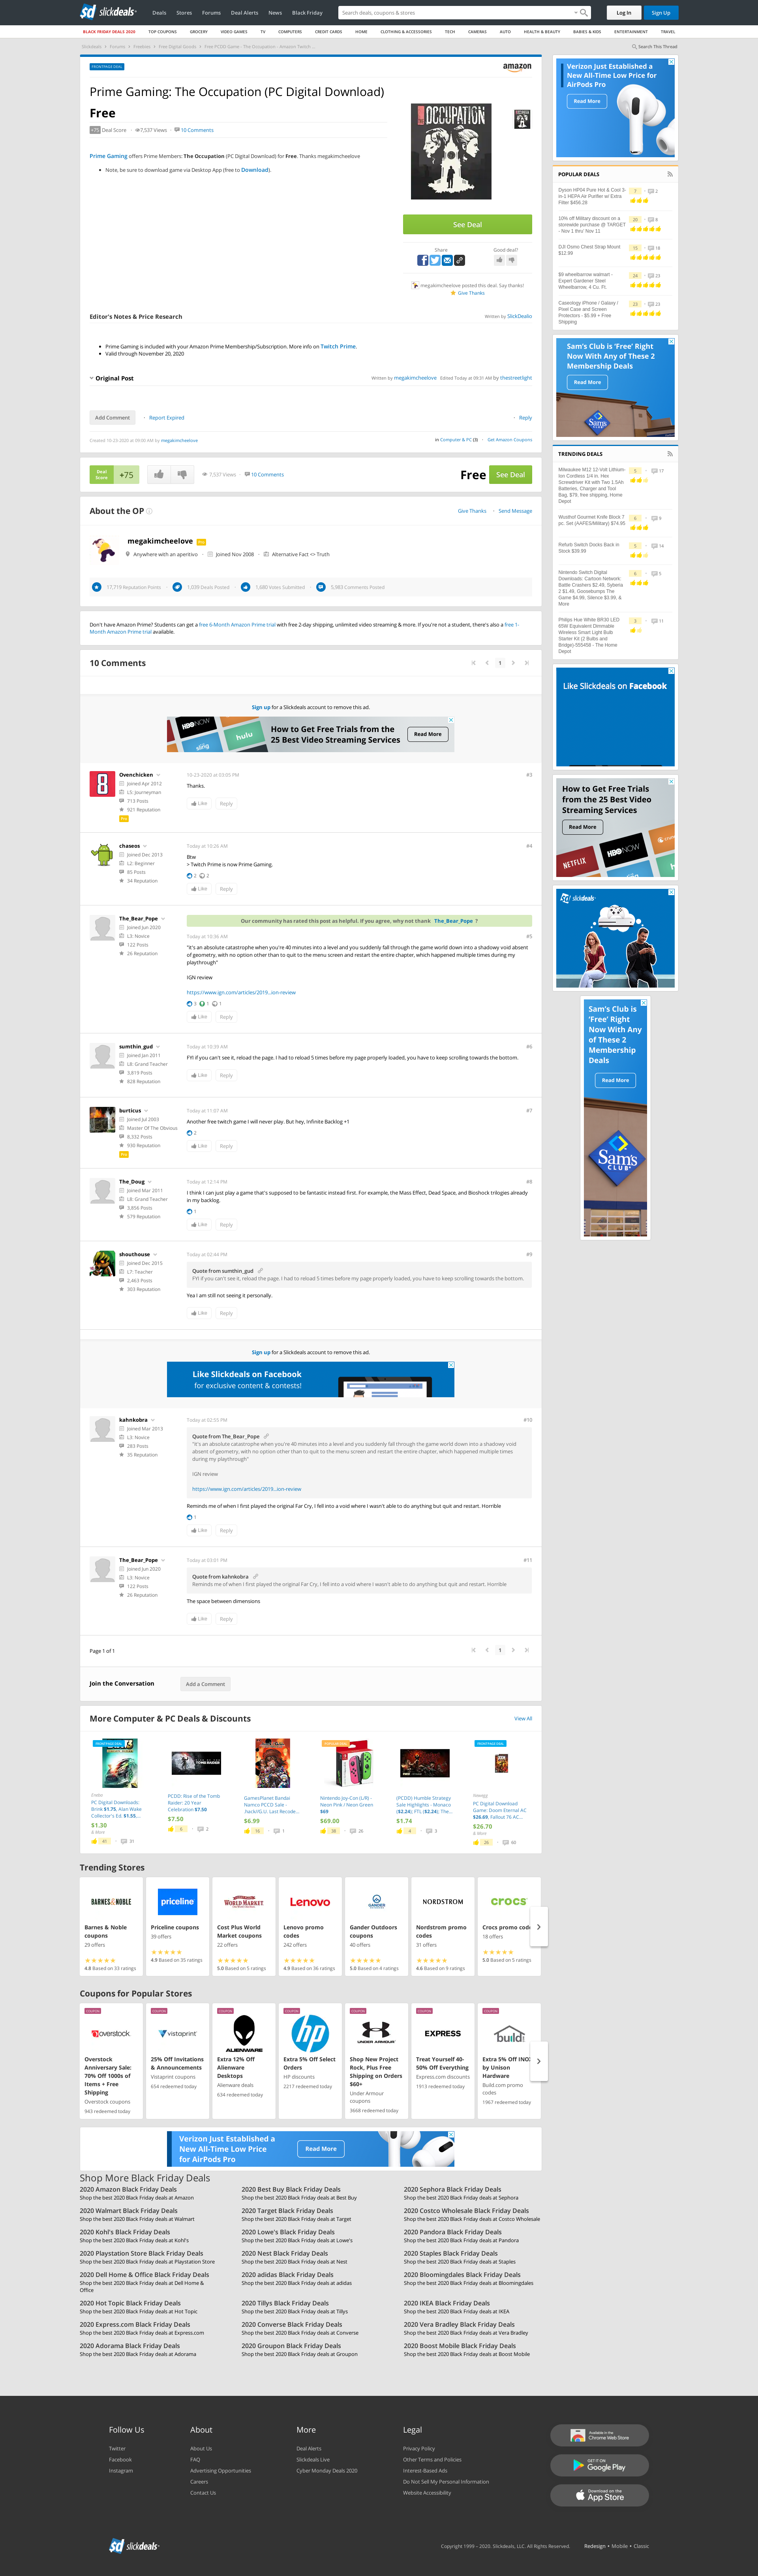 slickdeals
Deals Stores Forums Deal Alerts News Black Friday
Search deals, coupons & stores
Log In Sign Up
BLACK FRIDAY DEALS 2020 TOP COUPONS GROCERY VIDEO GAMES TV COMPUTERS CREDIT CARDS HOME CLOTHING & ACCESSORIES TECH CAMERAS AUTO HEALTH & BEAUTY BABIES & KIDS ENTERTAINMENT TRAVEL
Search This Thread
FRONTPAGE DEAL
amazon
Prime Gaming: The Occupation (PC Digital Download)
Free
+75 Deal Score 7,537 Views 10 Comments
Prime Gaming offers Prime Members: The Occupation (PC Digital Download) for Free. Thanks megakimcheelove
Note, be sure to download game via Desktop App (free to Download).
OCCUPATION
See Deal
Share Good deal?
megakimcheelove posted this deal. Say thanks!
Give Thanks
Editor's Notes & Price Research
Written by SlickDealio
Prime Gaming is included with your Amazon Prime Membership/Subscription. More info on Twitch Prime.
Valid through November 20, 2020
Original Post
Written by megakimcheelove Edited Today at 09:31 AM by thestreetlight
Add Comment Report Expired Reply
Created 10-23-2020 at 09:00 AM by megakimcheelove
in Computer & PC (3) Get Amazon Coupons
Deal Score +75 7,537 Views 10 Comments Free See Deal
About the OP
Give Thanks Send Message
megakimcheelove Pro
Anywhere with an aperitivo Joined Nov 2008 Alternative Fact <> Truth
17,719 Reputation Points 1,039 Deals Posted 1,680 Votes Submitted 5,983 Comments Posted
Don't have Amazon Prime? Students can get a free 6-Month Amazon Prime trial with free 2-day shipping, unlimited video streaming & more. If you're not a student, there's also a free 1-
Month Amazon Prime trial available.
10 Comments
1
Sign up for a Slickdeals account to remove this ad.
HBO NOW hulu sling
How to Get Free Trials from the
25 Best Video Streaming Services
Read More
Ovenchicken
Joined Apr 2012
L5: Journeyman
713 Posts
921 Reputation
Pro
10-23-2020 at 03:05 PM #3
Thanks.
Like Reply
chaseos
Joined Dec 2013
L2: Beginner
85 Posts
34 Reputation
Today at 10:26 AM #4
Btw
> Twitch Prime is now Prime Gaming.
2 2
Like Reply
The_Bear_Pope
Joined Jun 2020
L3: Novice
122 Posts
26 Reputation
Our community has rated this post as helpful. If you agree, why not thank The_Bear_Pope ?
Today at 10:36 AM #5
"It's an absolute catastrophe when you're 40 minutes into a level and you suddenly fall through the game world down into a shadowy void absent
of geometry, with no option other than to quit to the menu screen and restart the entire chapter, which happened multiple times during my
playthrough"
IGN review
https://www.ign.com/articles/2019...ion-review
3 1 1
Like Reply
sumthin_gud
Joined Jan 2011
L8: Grand Teacher
3,819 Posts
828 Reputation
Today at 10:39 AM #6
FYI if you can't see it, reload the page. I had to reload 5 times before my page properly loaded, you have to keep scrolling towards the bottom.
Like Reply
burticus
Joined Jul 2003
Master Of The Obvious
8,332 Posts
930 Reputation
Pro
Today at 11:07 AM #7
Another free twitch game I will never play. But hey, Infinite Backlog +1
2
Like Reply
The_Doug
Joined Mar 2011
L8: Grand Teacher
3,856 Posts
579 Reputation
Today at 12:14 PM #8
I think I can just play a game that's supposed to be fantastic instead first. For example, the Mass Effect, Dead Space, and Bioshock trilogies already
in my backlog.
1
Like Reply
shouthouse
Joined Dec 2015
L7: Teacher
2,463 Posts
303 Reputation
Today at 02:44 PM #9
Quote from sumthin_gud
FYI if you can't see it, reload the page. I had to reload 5 times before my page properly loaded, you have to keep scrolling towards the bottom.
Yea I am still not seeing it personally.
Like Reply
Sign up for a Slickdeals account to remove this ad.
Like Slickdeals on Facebook
for exclusive content & contests!
kahnkobra
Joined Mar 2013
L3: Novice
283 Posts
35 Reputation
Today at 02:55 PM #10
Quote from The_Bear_Pope
"It's an absolute catastrophe when you're 40 minutes into a level and you suddenly fall through the game world down into a shadowy void
absent of geometry, with no option other than to quit to the menu screen and restart the entire chapter, which happened multiple times
during my playthrough"
IGN review
https://www.ign.com/articles/2019...ion-review
Reminds me of when I first played the original Far Cry, I fell into a void where I wasn't able to do anything but quit and restart. Horrible
1
Like Reply
The_Bear_Pope
Joined Jun 2020
L3: Novice
122 Posts
26 Reputation
Today at 03:01 PM #11
Quote from kahnkobra
Reminds me of when I first played the original Far Cry, I fell into a void where I wasn't able to do anything but quit and restart. Horrible
The space between dimensions
Like Reply
Page 1 of 1
1
Join the Conversation Add a Comment
More Computer & PC Deals & Discounts
View All
PC Digital Downloads: Brink $1.75, Alan Wake Collector's Ed. $1.55...
$1.30
& More
45 31
PCDD: Rise of the Tomb Raider: 20 Year Celebration $7.50
$7.50
6 2
GamesPlanet Bandai Namco PCCD Sale - .hack//G.U. Last Recode...
$6.99
16 1
Nintendo Joy-Con (L/R) - Neon Pink / Neon Green $69
$69.00
38 26
(PCDD) Humble Strategy Sale Highlights - Monaco ($2.24); FTL ($2.24); The...
$1.74
4 3
PC Digital Download Game: Doom Eternal AC $26.69, Fallout 76 AC...
$26.70
& More
28 66
Trending Stores
BARNES & NOBLE
Barnes & Noble coupons
29 offers
4.8 Based on 33 ratings
priceline
Priceline coupons
39 offers
4.9 Based on 35 ratings
WORLD MARKET
Cost Plus World Market coupons
22 offers
5.0 Based on 5 ratings
Lenovo
Lenovo promo codes
242 offers
4.9 Based on 36 ratings
GANDER
Gander Outdoors coupons
40 offers
5.0 Based on 4 ratings
NORDSTROM
Nordstrom promo codes
31 offers
4.6 Based on 9 ratings
crocs
Crocs promo code
18 offers
5.0 Based on 5 ratings
Coupons for Popular Stores
COUPON
overstock
Overstock Anniversary Sale: 70% Off 1000s of Items + Free Shipping
Overstock coupons
943 redeemed today
COUPON
vistaprint
25% Off Invitations & Announcements
Vistaprint coupons
654 redeemed today
COUPON
ALIENWARE
Extra 12% Off Alienware Desktops
Alienware deals
634 redeemed today
COUPON
hp
Extra 5% Off Select Orders
HP discounts
2217 redeemed today
COUPON
UNDER ARMOUR
Shop New Project Rock, Plus Free Shipping on Orders $60+
Under Armour coupons
3668 redeemed today
COUPON
EXPRESS
Treat Yourself 40-50% Off Everything
Express.com discounts
1913 redeemed today
COUPON
build
Extra 5% Off INOX by Unison Hardware
Build.com promo codes
1967 redeemed today
Verizon Just Established a
New All-Time Low Price
for AirPods Pro
Read More
Shop More Black Friday Deals
2020 Amazon Black Friday Deals
Shop the best 2020 Black Friday deals at Amazon
2020 Best Buy Black Friday Deals
Shop the best 2020 Black Friday deals at Best Buy
2020 Sephora Black Friday Deals
Shop the best 2020 Black Friday deals at Sephora
2020 Walmart Black Friday Deals
Shop the best 2020 Black Friday deals at Walmart
2020 Target Black Friday Deals
Shop the best 2020 Black Friday deals at Target
2020 Costco Wholesale Black Friday Deals
Shop the best 2020 Black Friday deals at Costco Wholesale
2020 Kohl's Black Friday Deals
Shop the best 2020 Black Friday deals at Kohl's
2020 Lowe's Black Friday Deals
Shop the best 2020 Black Friday deals at Lowe's
2020 Pandora Black Friday Deals
Shop the best 2020 Black Friday deals at Pandora
2020 Playstation Store Black Friday Deals
Shop the best 2020 Black Friday deals at Playstation Store
2020 Nest Black Friday Deals
Shop the best 2020 Black Friday deals at Nest
2020 Staples Black Friday Deals
Shop the best 2020 Black Friday deals at Staples
2020 Dell Home & Office Black Friday Deals
Shop the best 2020 Black Friday deals at Dell Home &
Office
2020 adidas Black Friday Deals
Shop the best 2020 Black Friday deals at adidas
2020 Bloomingdales Black Friday Deals
Shop the best 2020 Black Friday deals at Bloomingdales
2020 Hot Topic Black Friday Deals
Shop the best 2020 Black Friday deals at Hot Topic
2020 Tillys Black Friday Deals
Shop the best 2020 Black Friday deals at Tillys
2020 IKEA Black Friday Deals
Shop the best 2020 Black Friday deals at IKEA
2020 Express.com Black Friday Deals
Shop the best 2020 Black Friday deals at Express.com
2020 Converse Black Friday Deals
Shop the best 2020 Black Friday deals at Converse
2020 Vera Bradley Black Friday Deals
Shop the best 2020 Black Friday deals at Vera Bradley
2020 Adorama Black Friday Deals
Shop the best 2020 Black Friday deals at Adorama
2020 Groupon Black Friday Deals
Shop the best 2020 Black Friday deals at Groupon
2020 Boost Mobile Black Friday Deals
Shop the best 2020 Black Friday deals at Boost Mobile
Verizon Just Established a
New All-Time Low Price for
AirPods Pro
Read More
POPULAR DEALS
Dyson HP04 Pure Hot & Cool 3-in-1 HEPA Air Purifier w/ Extra Filter $456.28
7 2
10% off Military discount on a storewide purchase @ TARGET - Nov 1 thru' Nov 11
20 8
DJI Osmo Chest Strap Mount $12.99
15 18
$9 wheelbarrow walmart - Expert Gardener Steel Wheelbarrow, 4 Cu. Ft.
24 23
Caseology iPhone / Galaxy / Pixel Case and Screen Protectors - $5.99 + Free Shipping
23 23
Sam's Club is 'Free' Right
Now With Any of These 2
Membership Deals
Read More
Sam's
TRENDING DEALS
Milwaukee M12 12-Volt Lithium-Ion Cordless 1/4 in. Hex Screwdriver Kit with Two 1.5Ah Batteries, Charger and Tool Bag, $79, free shipping, Home Depot
5 17
Wusthof Gourmet Knife Block 7 pc. Set (AAFES/Military) $74.95
6 9
Refurb Switch Docks Back in Stock $39.99
5 14
Nintendo Switch Digital Downloads: Cartoon Network Battle Crashers $2.49, Syberia 2 $1.49, Goosebumps The Game $4.99, Silence $3.99, & More
6 5
Philips Hue White BR30 LED 65W Equivalent Dimmable Wireless Smart Light Bulb Starter Kit (2 Bulbs and Bridge)-555458 - The Home Depot
3 11
Like Slickdeals on Facebook
How to Get Free Trials
from the 25 Best Video
Streaming Services
Read More
NETFLIX HBO NOW
slickdeals
Sam's Club is
'Free' Right
Now With Any
of These 2
Membership
Deals
Read More
Sam's
CLUB
Follow Us
Twitter
Facebook
Instagram
About
About Us
FAQ
Advertising Opportunities
Careers
Contact Us
More
Deal Alerts
Slickdeals Live
Cyber Monday Deals 2020
Legal
Privacy Policy
Other Terms and Policies
Interest-Based Ads
Do Not Sell My Personal Information
Website Accessibility
Available in the
Chrome Web Store
GET IT ON
Google Play
Download on the
App Store
slickdeals
Copyright 1999 - 2020. Slickdeals, LLC. All Rights Reserved. Redesign • Mobile • Classic